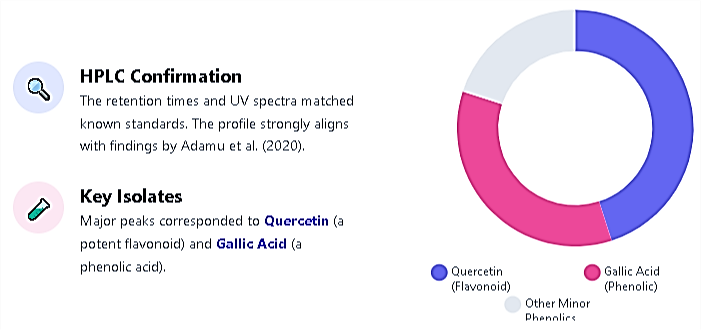 HPLC Confirmation
The retention times and UV spectra matched
known standards. The profile strongly aligns
with findings by Adamu et al. (2020).
Key Isolates
Major peaks corresponded to Quercetin (a
potent flavonoid) and Gallic Acid (a
phenolic acid).
Quercetin
(Flavonoid)
Gallic Acid
(Phenolic)
Other Minor
Phenolics